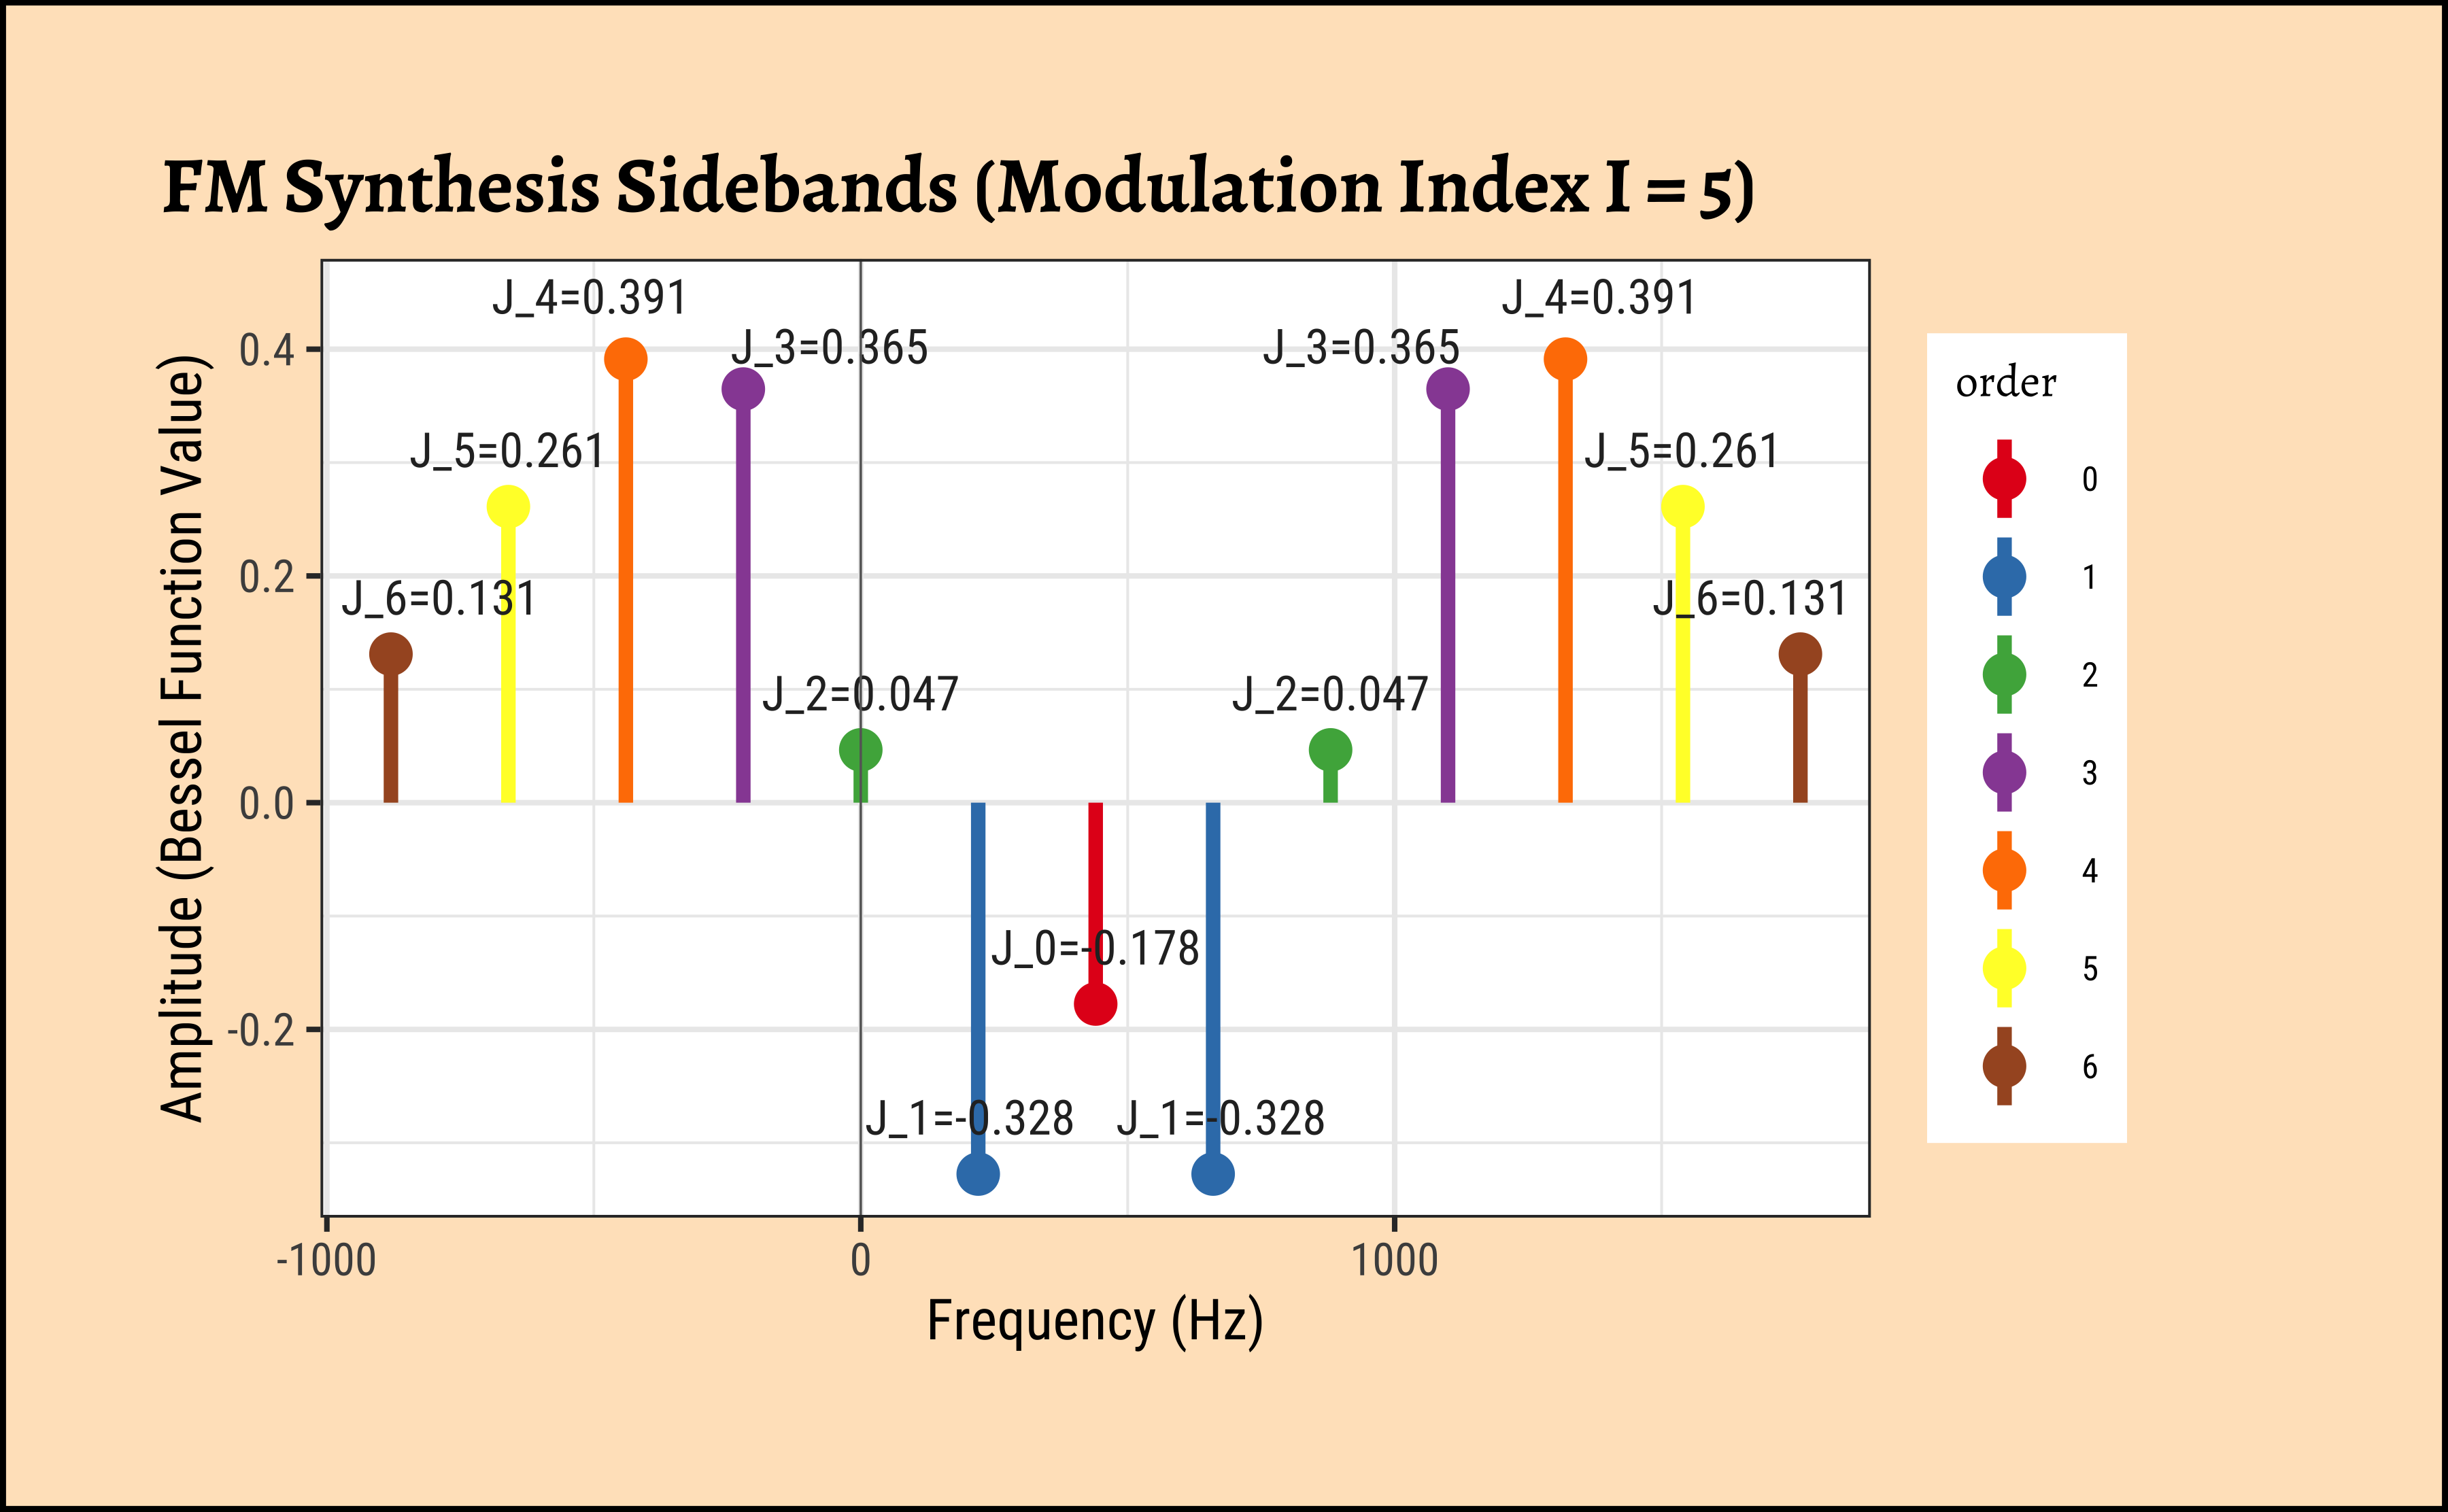 FM Synthesis Sidebands (Modulation Index I = 5)
Amplitude (Bessel Function Value)
0.4
0.2
0.0
-0.2
J_4=0.391
J_4=0.391
J_3=0.365
J_3=0.365
J_5=0.261
J_5=0.261
J_6=0.131
J_6=0.131
J_2=0.047
J_2=0.047
J_0=-0.178
J_1=-0.328
J_1=-0.328
-1000
0
1000
Frequency (Hz)
order
0
1
2
3
4
5
6